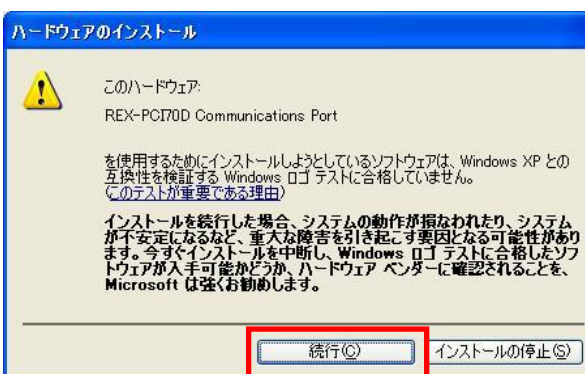 ハードウェアのインストール
このハードウェア:
REX-PCI70D Communications Port
を使用するためにインストールしようとしているソフトウェアは、Windows XP との
互換性を検証する Windows ロゴ テストに合格していません。
(このテストが重要である理由)
インストールを続行した場合、システムの動作が損なわれたり、システム
が不安定になるなど、重大な障害を引き起こす要因となる可能性があり
ます。今すぐインストールを中断し、Windows ロゴ テストに合格したソフ
トウェアが入手可能かどうか、ハードウェア ベンダーに確認されることを、
Microsoft は強くお勧めします。
続行(C) インストールの停止(S)